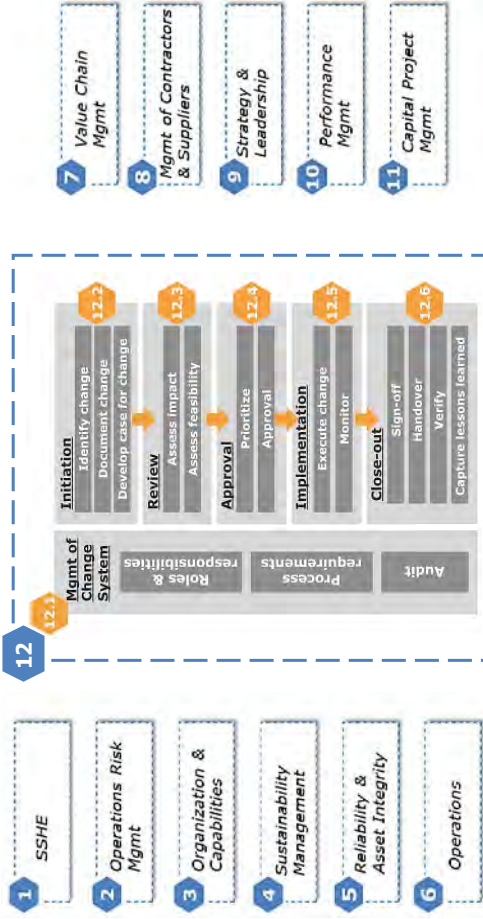 1
SSHE
2
Operations Risk
Mgmt
3
Organization &
Capabilities
4
Sustainability
Management
5
Reliability &
Asset Integrity
6
Operations
12
12.1
Mgmt of
Change
System
Roles &
responsibilities
Process
requirements
Audit
Initiation
Identify change
Document change
Develop case for change
12.2
Review
Assess impact
Assess feasibility
12.3
Approval
Prioritize
Approval
12.4
Implementation
Execute change
Monitor
12.5
Close-out
Sign-off
Handover
Verify
Capture lessons learned
12.6
7
Value Chain
Mgmt
8
Mgmt of Contractors
& Suppliers
9
Strategy &
Leadership
10
Performance
Mgmt
11
Capital Project
Mgmt